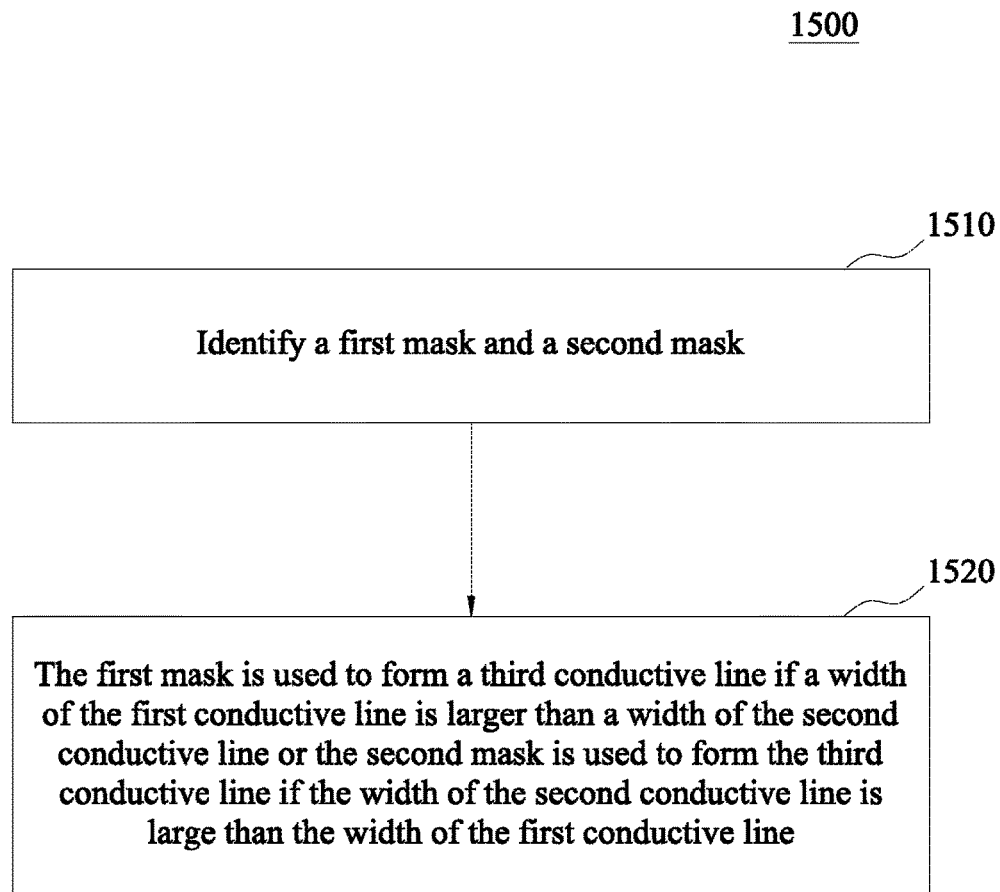 1500
1510
Identify a first mask and a second mask
1520
The first mask is used to form a third conductive line if a width
of the first conductive line is larger than a width of the second
conductive line or the second mask is used to form the third
conductive line if the width of the second conductive line is
large than the width of the first conductive line